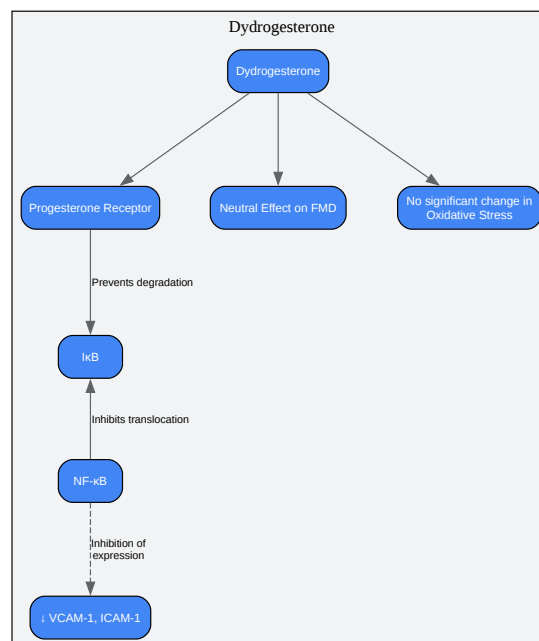 Dydrogesterone
Dydrogesterone
Progesterone Receptor
Neutral Effect on FMD
No significant change in
Oxidative Stress
Prevents degradation
IκB
Inhibits translocation
NF-κB
Inhibition of
expression
↓ VCAM-1, ICAM-1